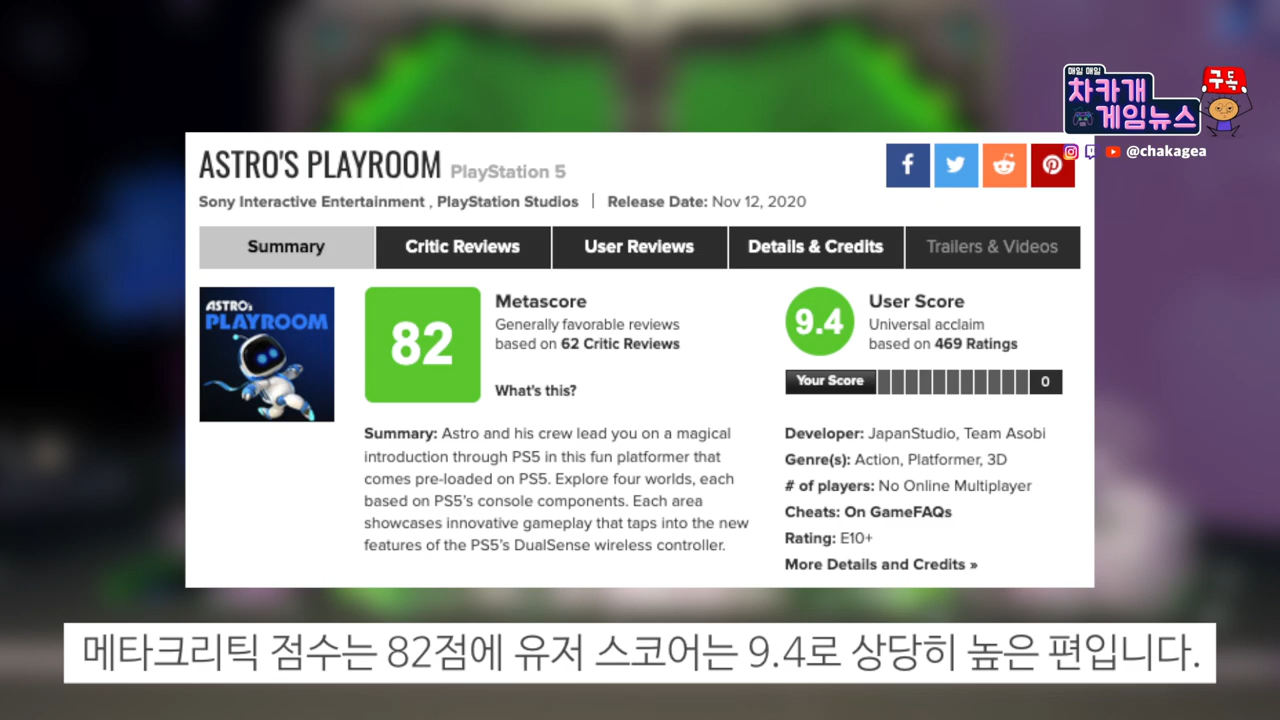 매일 매일
차카개
게임뉴스
구독
@chakagea
ASTRO'S PLAYROOM PlayStation 5
Sony Interactive Entertainment , PlayStation Studios | Release Date: Nov 12, 2020
Summary Critic Reviews User Reviews Details & Credits Trailers & Videos
ASTRO's
PLAYROOM
82
Metascore
Generally favorable reviews
based on 62 Critic Reviews
What's this?
9.4
User Score
Universal acclaim
based on 469 Ratings
Your Score 0
Summary: Astro and his crew lead you on a magical
introduction through PS5 in this fun platformer that
comes pre-loaded on PS5. Explore four worlds, each
based on PS5's console components. Each area
showcases innovative gameplay that taps into the new
features of the PS5's DualSense wireless controller.
Developer: JapanStudio, Team Asobi
Genre(s): Action, Platformer, 3D
# of players: No Online Multiplayer
Cheats: On GameFAQs
Rating: E10+
More Details and Credits »
메타크리틱 점수는 82점에 유저 스코어는 9.4로 상당히 높은 편입니다.